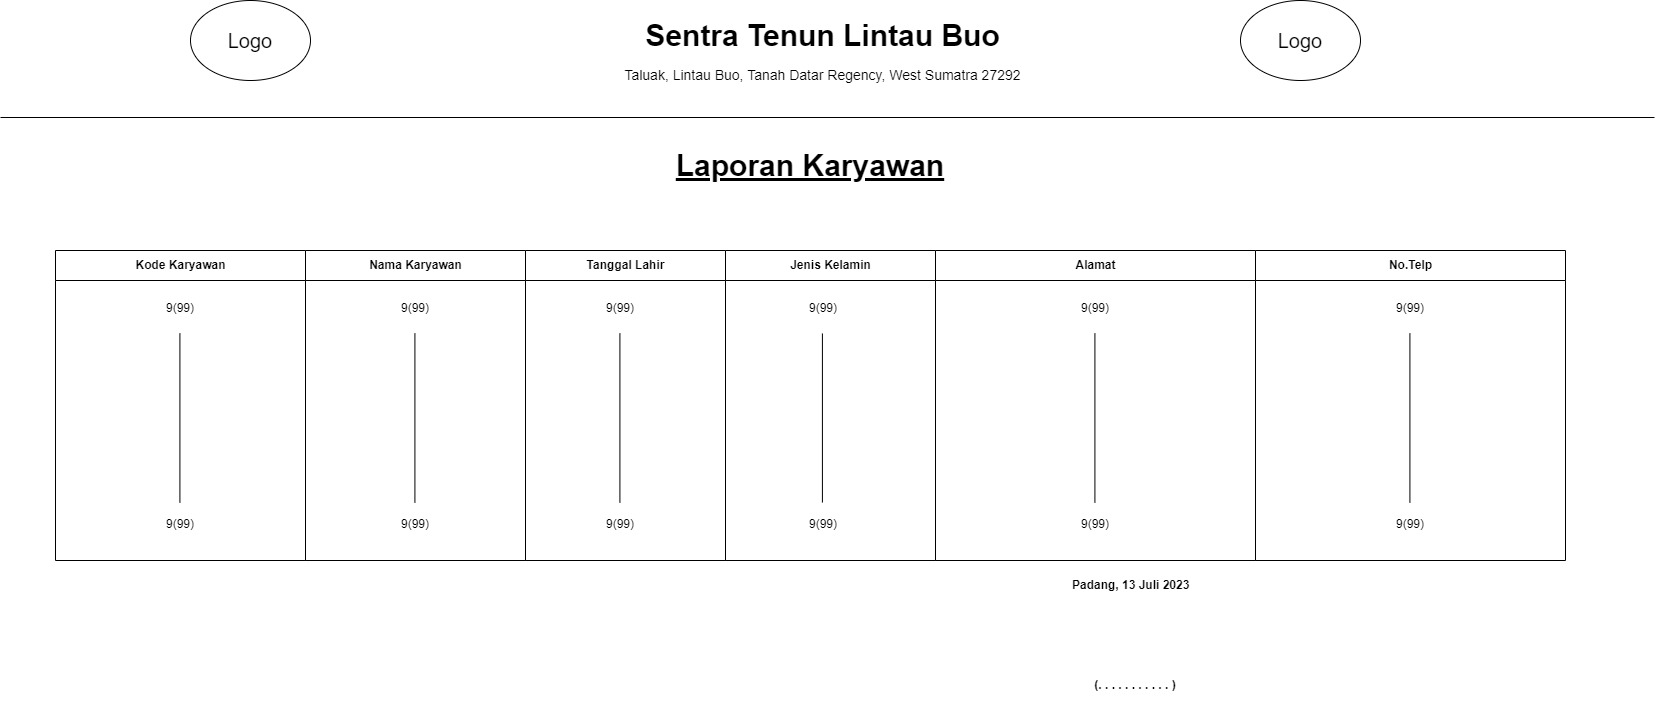 Logo
Sentra Tenun Lintau Buo
Logo
Taluak, Lintau Buo, Tanah Datar Regency, West Sumatra 27292
Laporan Karyawan
Kode Karyawan Nama Karyawan Tanggal Lahir Jenis Kelamin Alamat No.Telp
9(99) 9(99) 9(99) 9(99) 9(99) 9(99)
9(99) 9(99) 9(99) 9(99) 9(99) 9(99)
Padang, 13 Juli 2023
(. . . . . . . . . . . )